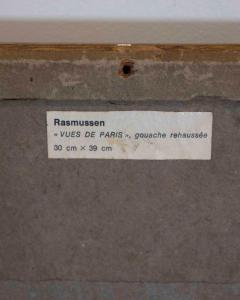 Rasmussen
« VUES DE PARIS », gouache rehaussée
30 cm × 39 cm